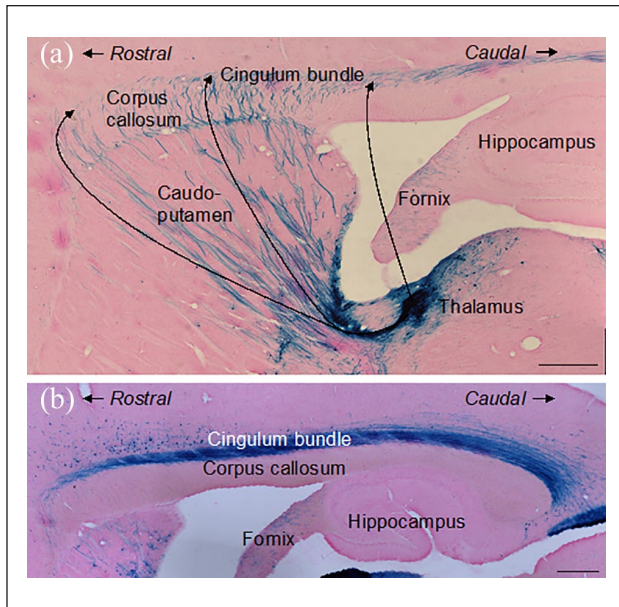 (a)
Rostral
Caudal
Cingulum bundle
Corpus
callosum
Hippocampus
Caudo-
putamen
Fornix
Thalamus
(b)
Rostral
Caudal
Cingulum bundle
Corpus callosum
Hippocampus
Fornix